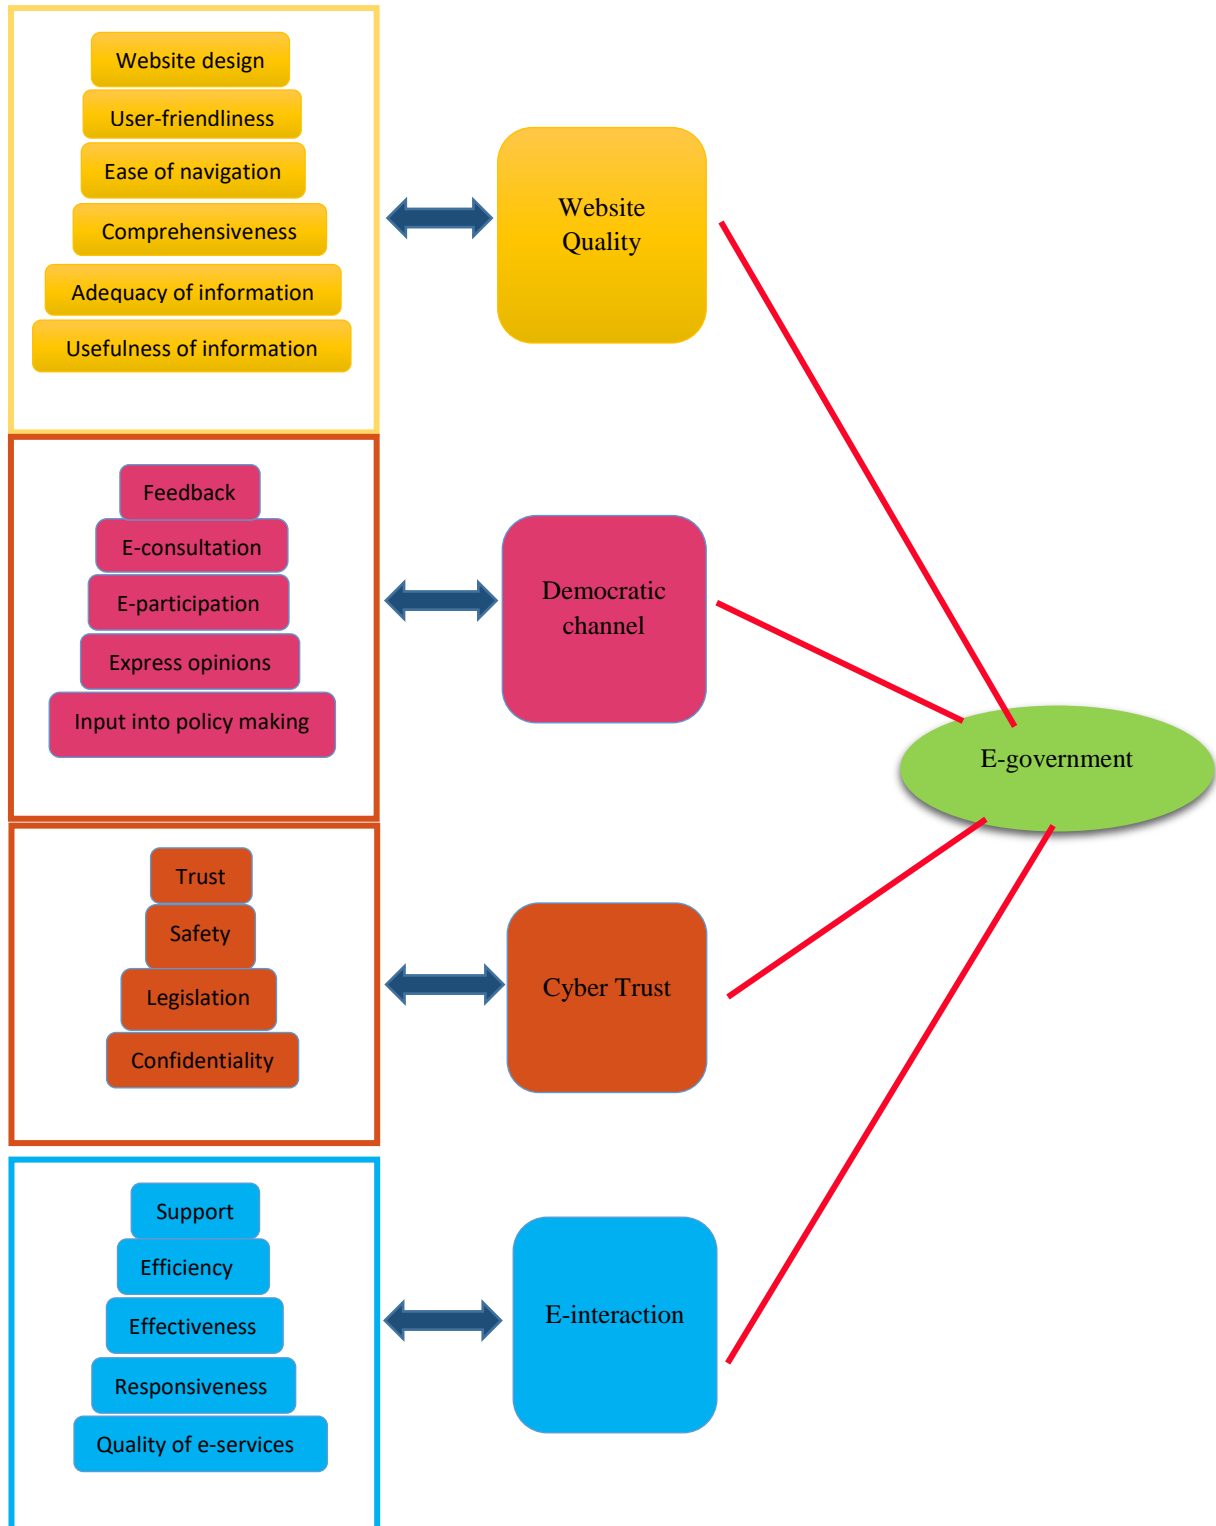 Website design
User-friendliness
Ease of navigation
Comprehensiveness
Adequacy of information
Usefulness of information
Website
Quality
Feedback
E-consultation
E-participation
Express opinions
Input into policy making
Democratic
channel
E-government
Trust
Safety
Legislation
Confidentiality
Cyber Trust
Support
Efficiency
Effectiveness
Responsiveness
Quality of e-services
E-interaction